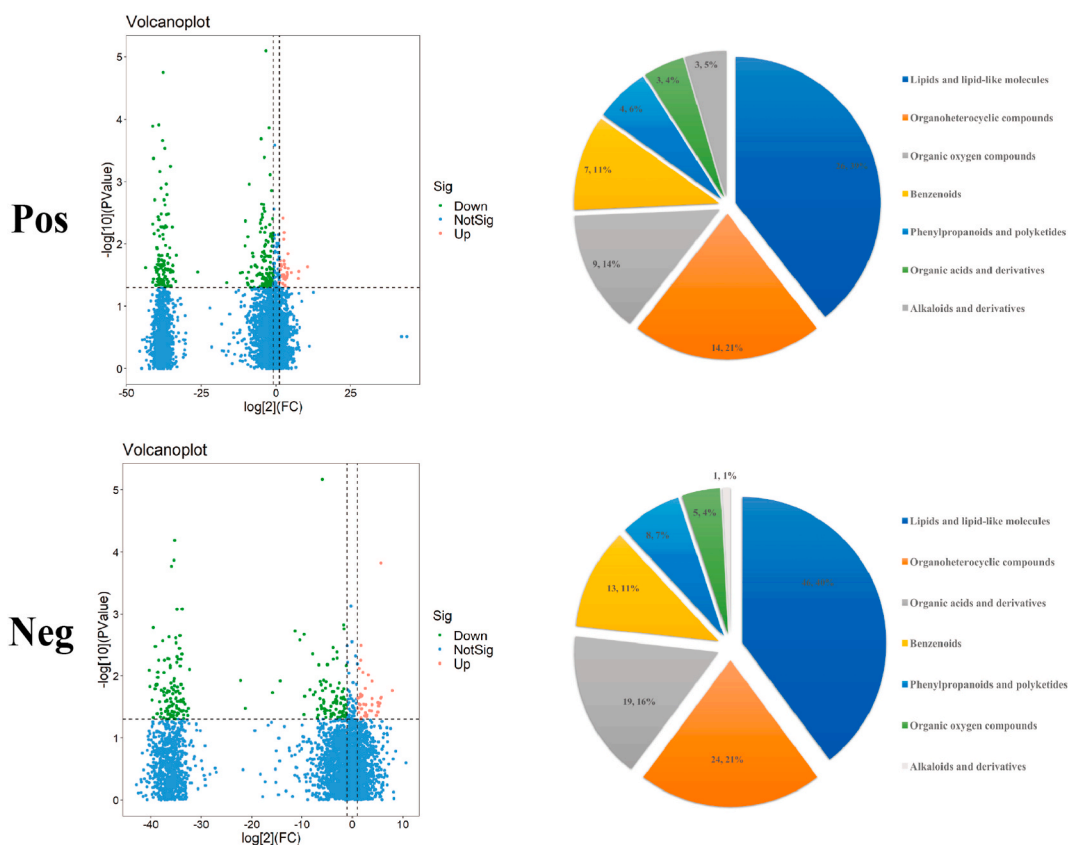 Pos
Volcanoplot
-log[10](PValue)
5
4
3
2
1
0
-50
-25
0
25
log[2](FC)
Sig
Down
NotSig
Up
3, 5%
3, 4%
4, 6%
7, 11%
9, 14%
14, 21%
Lipids and lipid-like molecules
Organoheterocyclic compounds
Organic oxygen compounds
Benzenoids
Phenylpropanoids and polyketides
Organic acids and derivatives
Alkaloids and derivatives
Neg
Volcanoplot
-log[10](PValue)
5
4
3
2
1
0
-40
-30
-20
-10
0
10
log[2](FC)
Sig
Down
NotSig
Up
1, 1%
5, 4%
8, 7%
13, 11%
19, 16%
24, 21%
Lipids and lipid-like molecules
Organoheterocyclic compounds
Organic acids and derivatives
Benzenoids
Phenylpropanoids and polyketides
Organic oxygen compounds
Alkaloids and derivatives